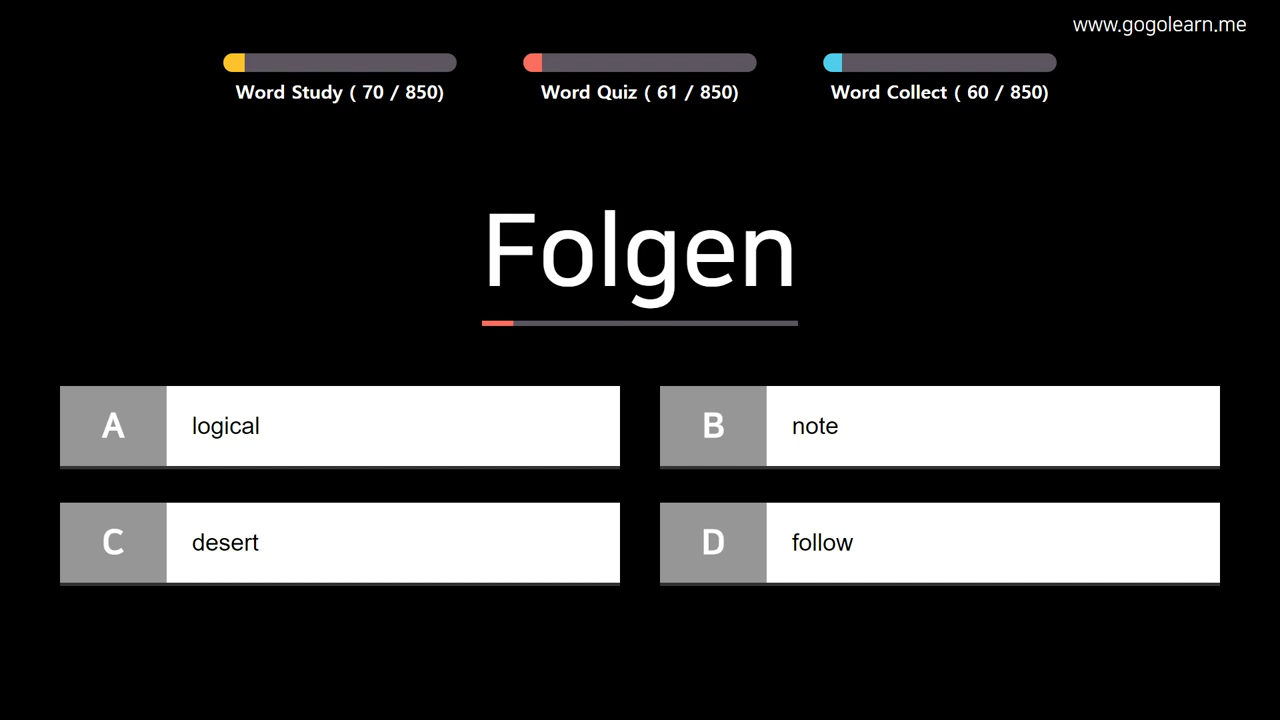 www.gogolearn.me
Word Study ( 70 / 850)
Word Quiz ( 61 / 850)
Word Collect ( 60 / 850)
Folgen
A logical
B note
C desert
D follow